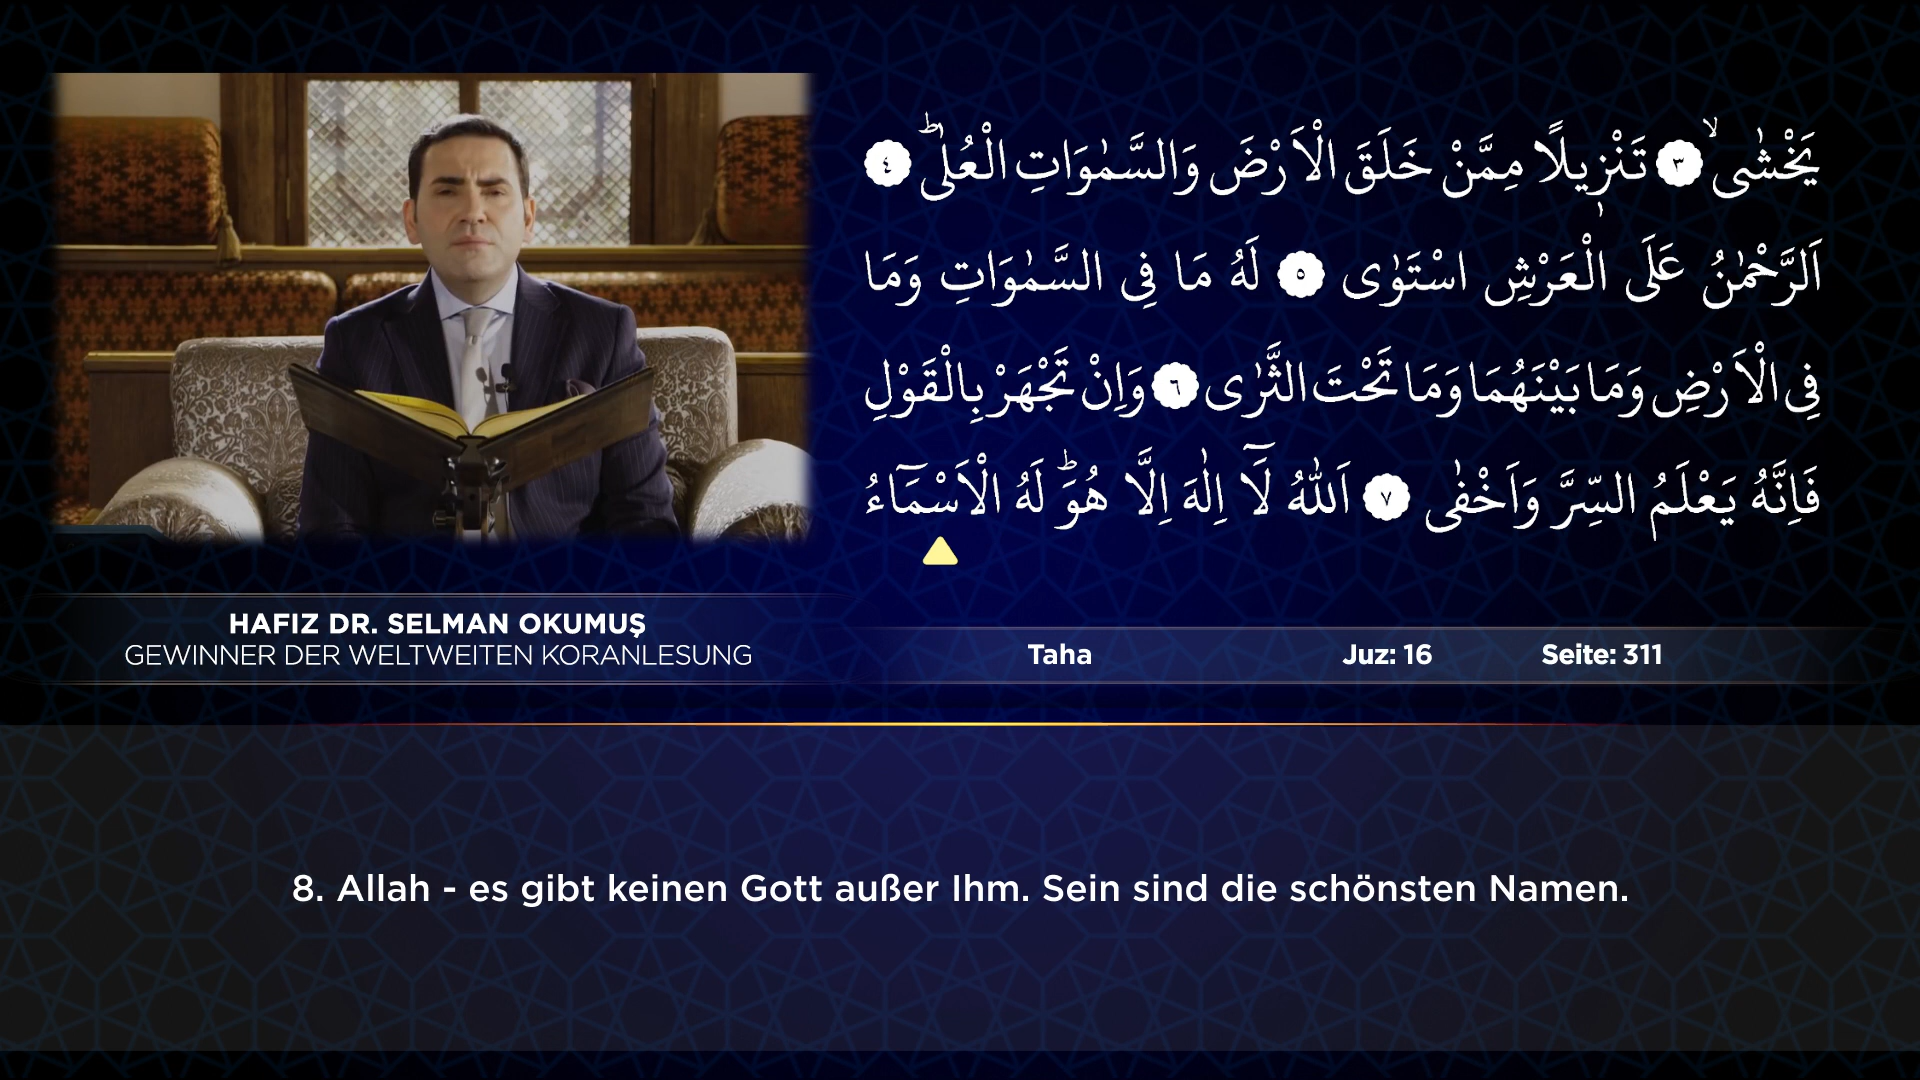 يَخْشٰىۙ ﴿٣﴾ تَنْز۪يلًا مِمَّنْ خَلَقَ الْاَرْضَ وَالسَّمٰوَاتِ الْعُلٰىۜ ﴿٤﴾
اَلرَّحْمٰنُ عَلَى الْعَرْشِ اسْتَوٰى ﴿٥﴾ لَهُ مَا فِى السَّمٰوَاتِ وَمَا
فِى الْاَرْضِ وَمَا بَيْنَهُمَا وَمَا تَحْتَ الثَّرٰى ﴿٦﴾ وَاِنْ تَجْهَرْ بِالْقَوْلِ
فَاِنَّهُ يَعْلَمُ السِّرَّ وَاَخْفٰى ﴿٧﴾ اَللّٰهُ لَٓا اِلٰهَ اِلَّا هُوَۜ لَهُ الْاَسْمَٓاءُ
HAFIZ DR. SELMAN OKUMUŞ
GEWINNER DER WELTWEITEN KORANLESUNG
Taha Juz: 16 Seite: 311
8. Allah - es gibt keinen Gott außer Ihm. Sein sind die schönsten Namen.